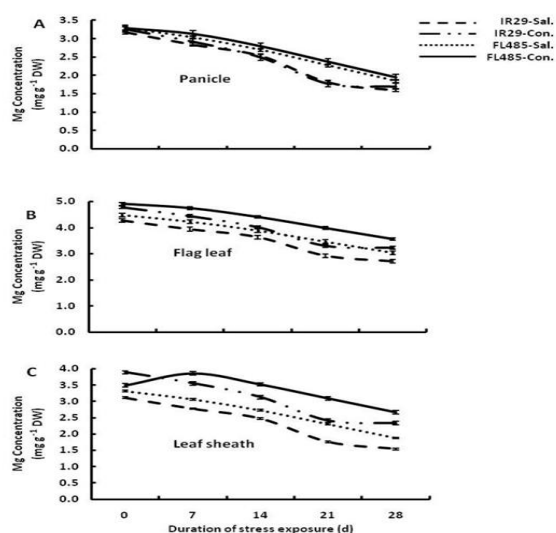 IR29-Sal.
IR29-Con.
FL485-Sal.
FL485-Con.
A
Mg Concentration
(mg g⁻¹ DW)
3.5
3.0
2.5
2.0
1.5
1.0
0.5
0.0
Panicle
B
Mg Concentration
(mg g⁻¹ DW)
5.0
4.0
3.0
2.0
1.0
0.0
Flag leaf
C
Mg Concentration
(mg g⁻¹ DW)
4.0
3.5
3.0
2.5
2.0
1.5
1.0
0.5
0.0
Leaf sheath
0 7 14 21 28
Duration of stress exposure (d)